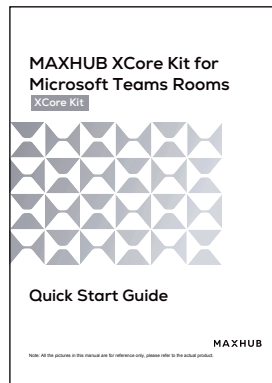 MAXHUB XCore Kit for
Microsoft Teams Rooms
XCore Kit
Quick Start Guide
MAXHUB
Note: All the pictures in this manual are for reference only, please refer to the actual product.